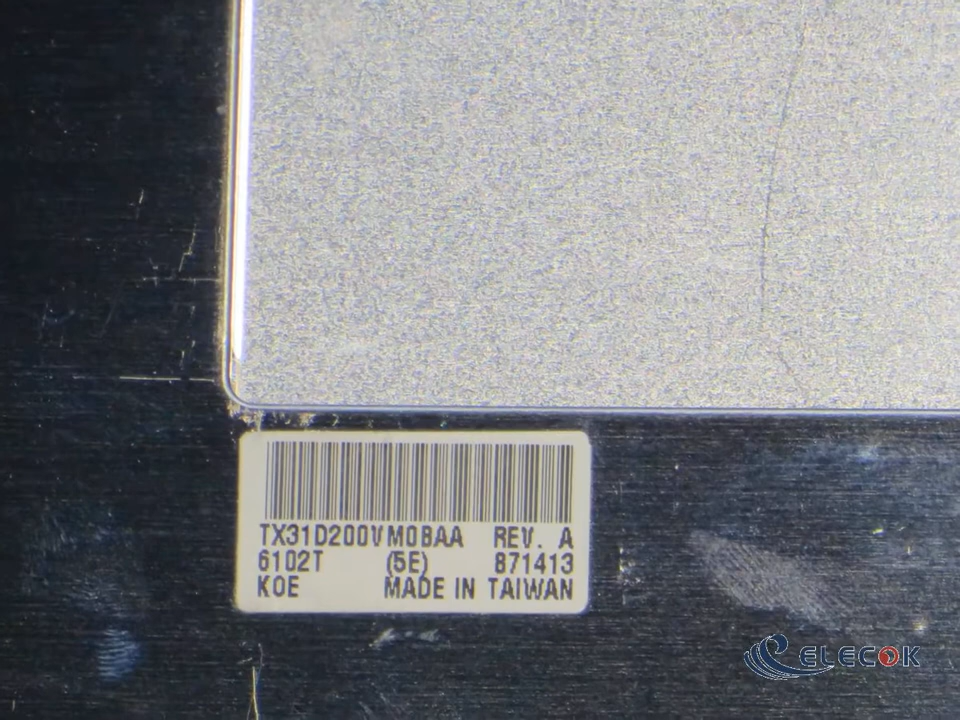 TX31D200VM0BAA REV. A
6102T (5E) 871413
KOE MADE IN TAIWAN
ELECOK